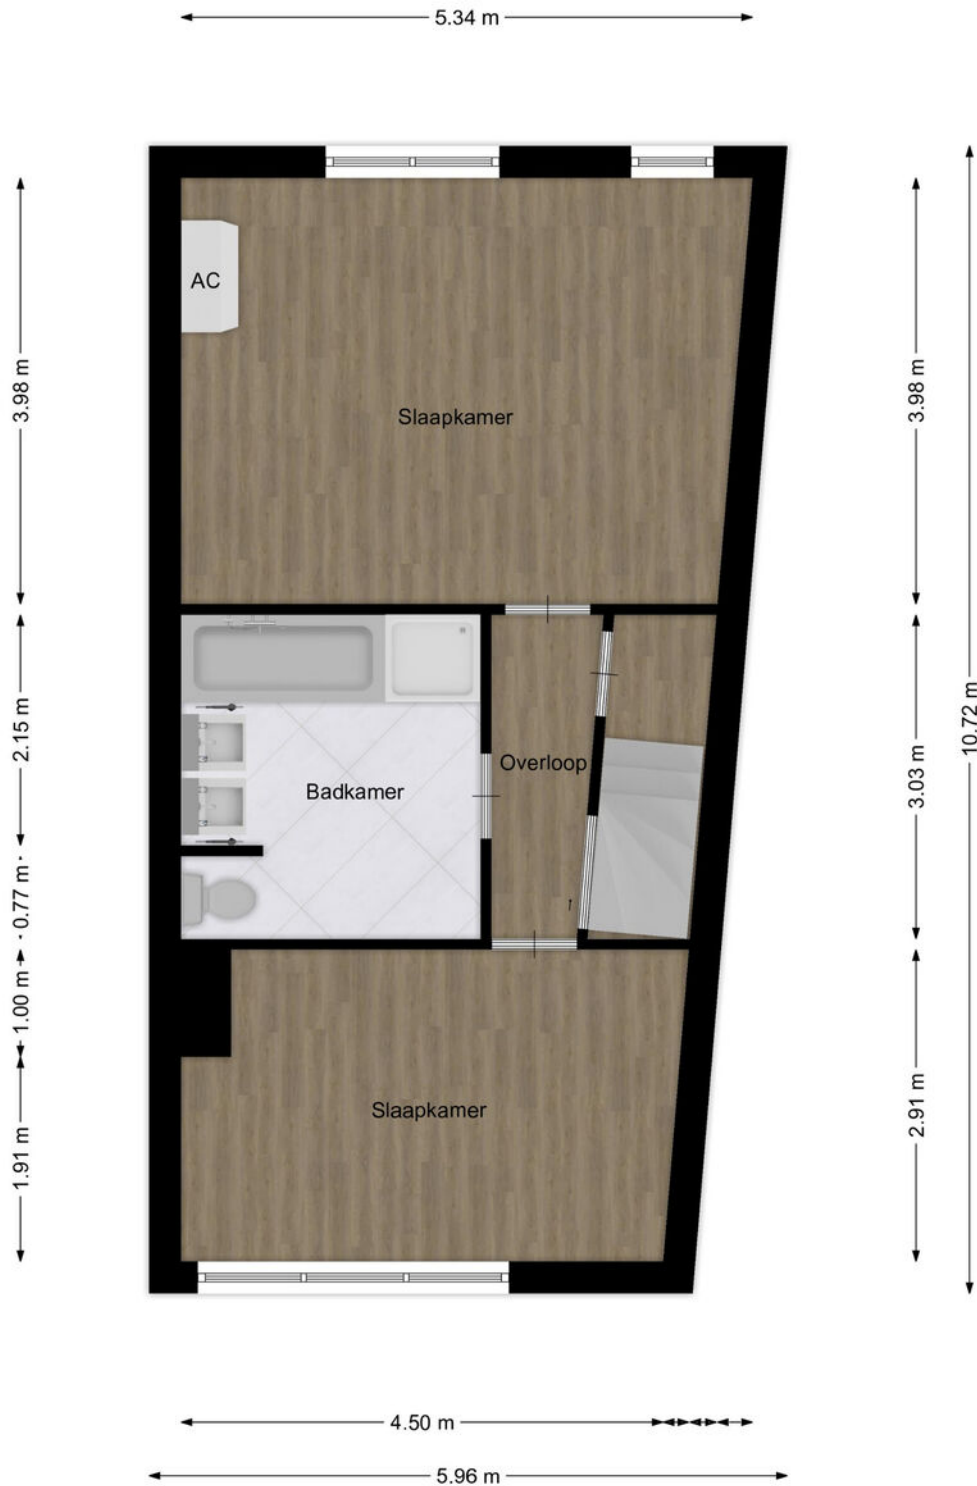 5.34 m
AC
Slaapkamer
3.98 m
3.98 m
2.15 m
Overloop
Badkamer
3.03 m
10.72 m
0.77 m
1.00 m
Slaapkamer
2.91 m
1.91 m
4.50 m
5.96 m